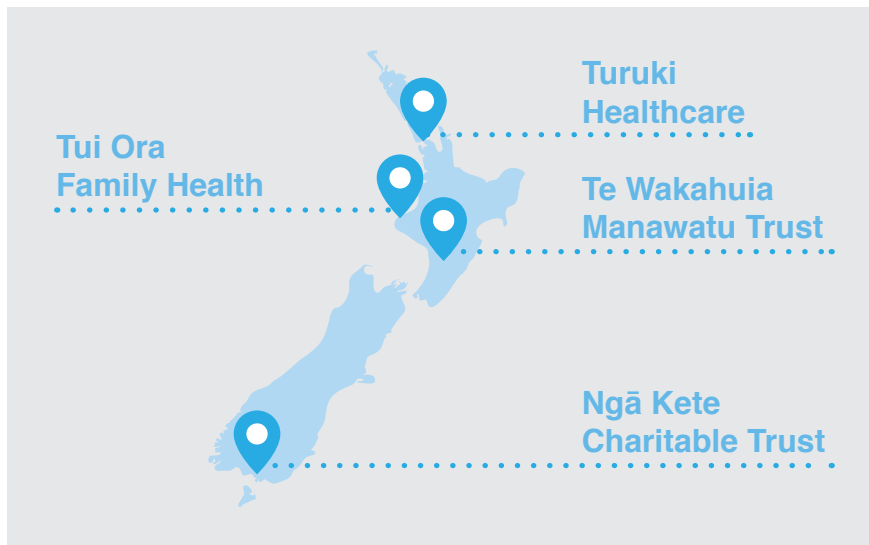 Turuki
Healthcare
Tui Ora
Family Health
Te Wakahuia
Manawatu Trust
Ngā Kete
Charitable Trust